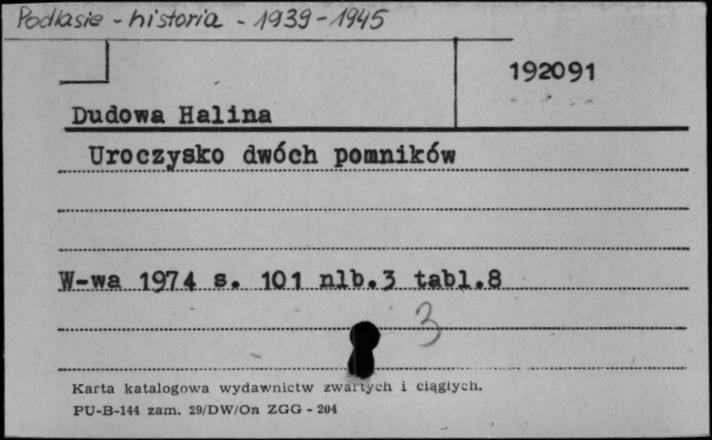 Podlasie - historia - 1939-1945
192091
Dudowa Halina
Uroczysko dwóch pomników
W-wa 1974 s. 101 nlb.3 tabl.8
3
Karta katalogowa wydawnictw zwartych i ciągłych.
PU-B-144 zam. 29/DW/On ZGG - 204